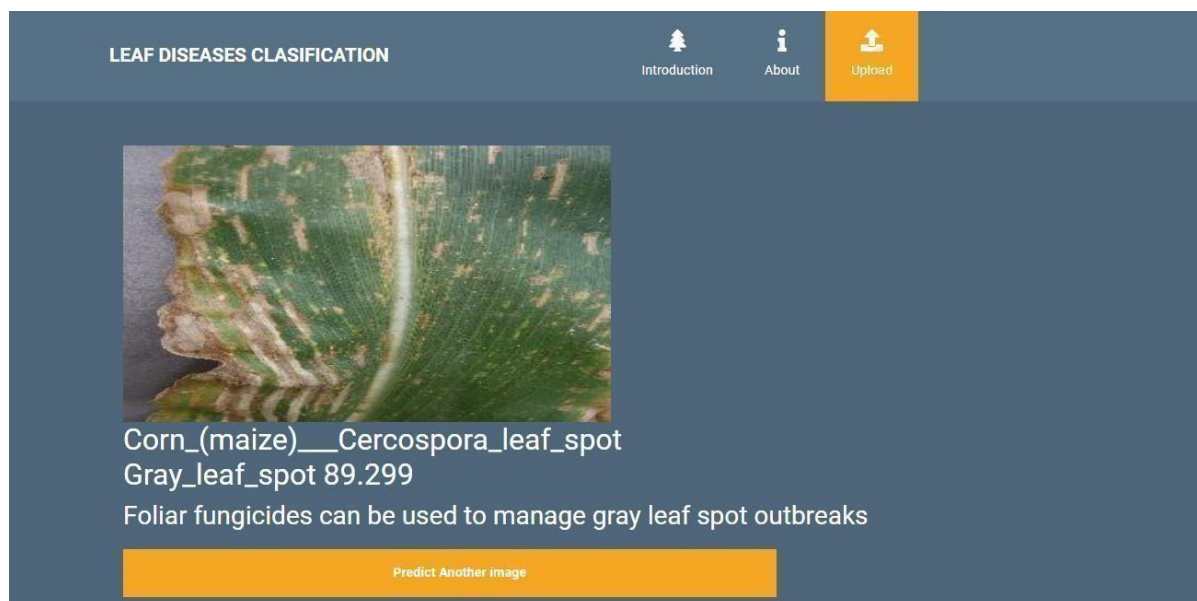 LEAF DISEASES CLASIFICATION
Introduction
About
Upload
Corn_(maize)___Cercospora_leaf_spot
Gray_leaf_spot 89.299
Foliar fungicides can be used to manage gray leaf spot outbreaks
Predict Another image